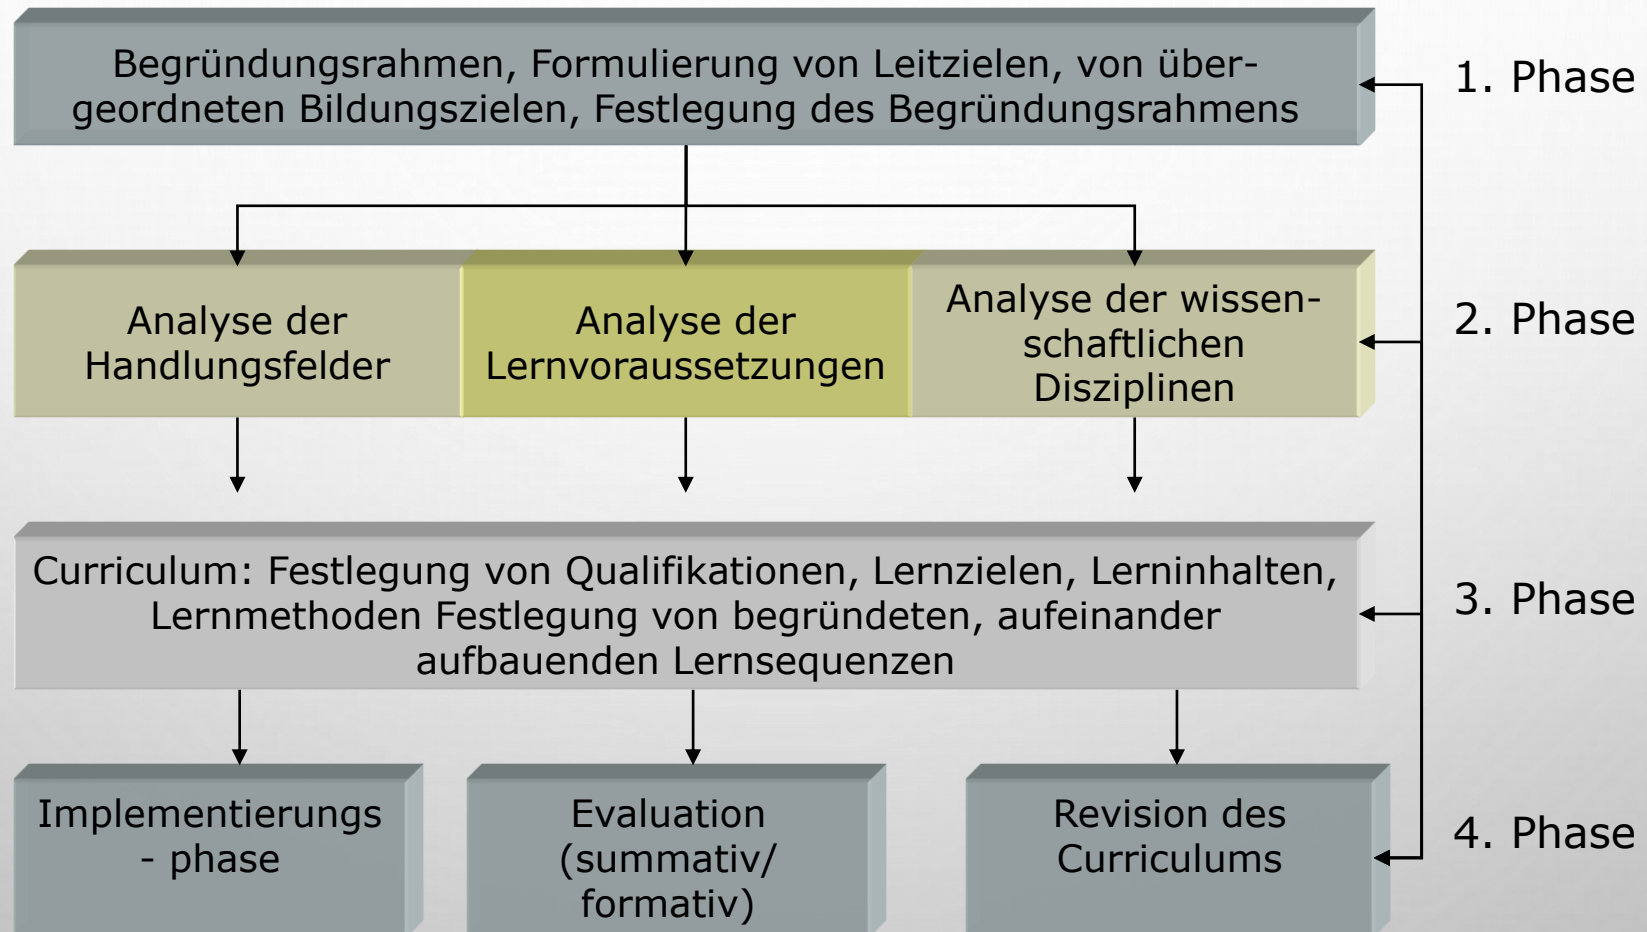 Begründungsrahmen, Formulierung von Leitzielen, von über-
geordneten Bildungszielen, Festlegung des Begründungsrahmens
1. Phase
Analyse der
Handlungsfelder
Analyse der
Lernvoraussetzungen
Analyse der wissen-
schaftlichen
Disziplinen
2. Phase
Curriculum: Festlegung von Qualifikationen, Lernzielen, Lerninhalten,
Lernmethoden Festlegung von begründeten, aufeinander
aufbauenden Lernsequenzen
3. Phase
Implementierungs
- phase
Evaluation
(summativ/
formativ)
Revision des
Curriculums
4. Phase